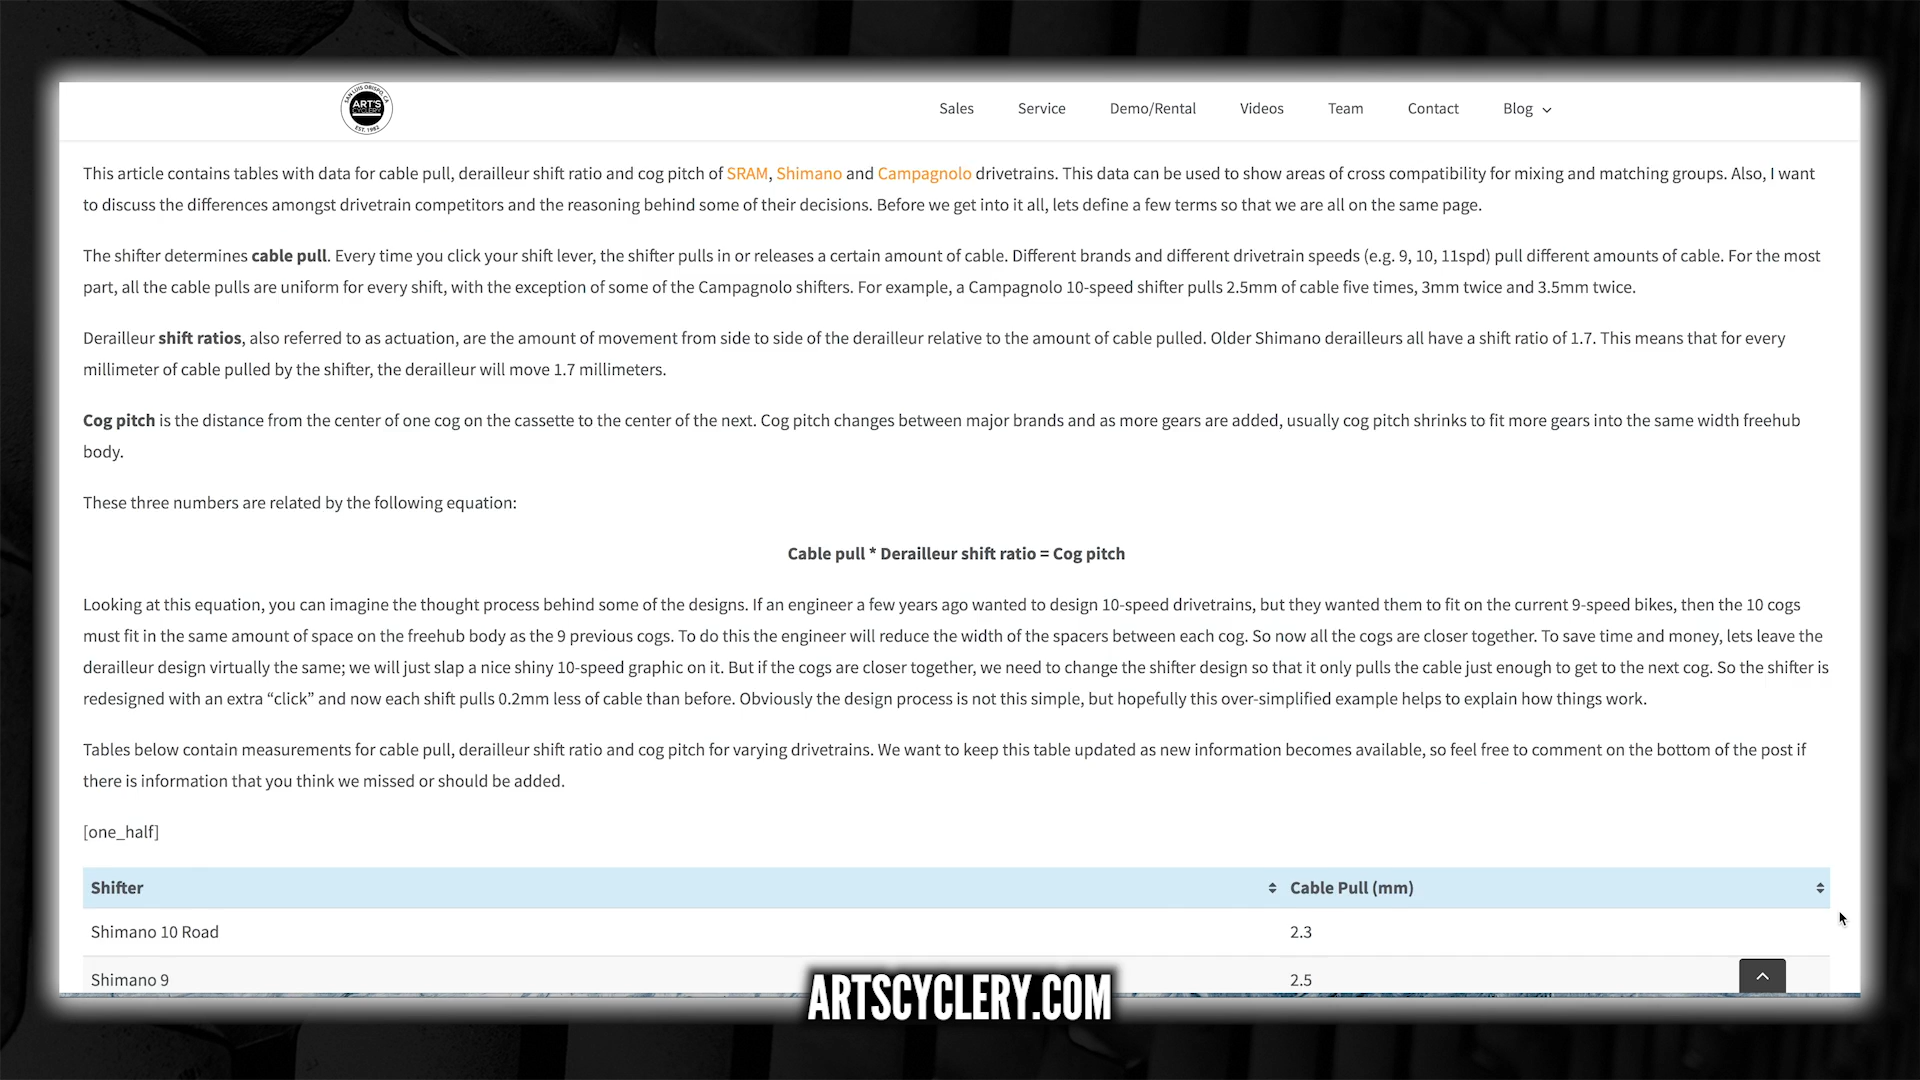 SAN LUIS OBISPO, CA
ART'S
CYCLERY
EST. 1982
Sales Service Demo/Rental Videos Team Contact Blog
This article contains tables with data for cable pull, derailleur shift ratio and cog pitch of SRAM, Shimano and Campagnolo drivetrains. This data can be used to show areas of cross compatibility for mixing and matching groups. Also, I want
to discuss the differences amongst drivetrain competitors and the reasoning behind some of their decisions. Before we get into it all, lets define a few terms so that we are all on the same page.
The shifter determines cable pull. Every time you click your shift lever, the shifter pulls in or releases a certain amount of cable. Different brands and different drivetrain speeds (e.g. 9, 10, 11spd) pull different amounts of cable. For the most
part, all the cable pulls are uniform for every shift, with the exception of some of the Campagnolo shifters. For example, a Campagnolo 10-speed shifter pulls 2.5mm of cable five times, 3mm twice and 3.5mm twice.
Derailleur shift ratios, also referred to as actuation, are the amount of movement from side to side of the derailleur relative to the amount of cable pulled. Older Shimano derailleurs all have a shift ratio of 1.7. This means that for every
millimeter of cable pulled by the shifter, the derailleur will move 1.7 millimeters.
Cog pitch is the distance from the center of one cog on the cassette to the center of the next. Cog pitch changes between major brands and as more gears are added, usually cog pitch shrinks to fit more gears into the same width freehub
body.
These three numbers are related by the following equation:
Cable pull * Derailleur shift ratio = Cog pitch
Looking at this equation, you can imagine the thought process behind some of the designs. If an engineer a few years ago wanted to design 10-speed drivetrains, but they wanted them to fit on the current 9-speed bikes, then the 10 cogs
must fit in the same amount of space on the freehub body as the 9 previous cogs. To do this the engineer will reduce the width of the spacers between each cog. So now all the cogs are closer together. To save time and money, lets leave the
derailleur design virtually the same; we will just slap a nice shiny 10-speed graphic on it. But if the cogs are closer together, we need to change the shifter design so that it only pulls the cable just enough to get to the next cog. So the shifter is
redesigned with an extra “click” and now each shift pulls 0.2mm less of cable than before. Obviously the design process is not this simple, but hopefully this over-simplified example helps to explain how things work.
Tables below contain measurements for cable pull, derailleur shift ratio and cog pitch for varying drivetrains. We want to keep this table updated as new information becomes available, so feel free to comment on the bottom of the post if
there is information that you think we missed or should be added.
[one_half]
Shifter Cable Pull (mm)
Shimano 10 Road 2.3
Shimano 9 2.5
ARTSCYCLERY.COM